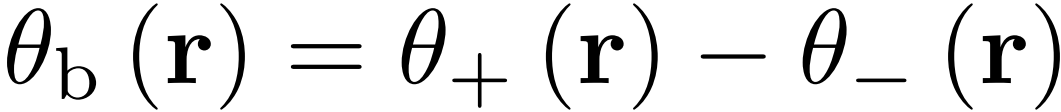 θ_b (𝐫) = θ_+ (𝐫) − θ_− (𝐫)